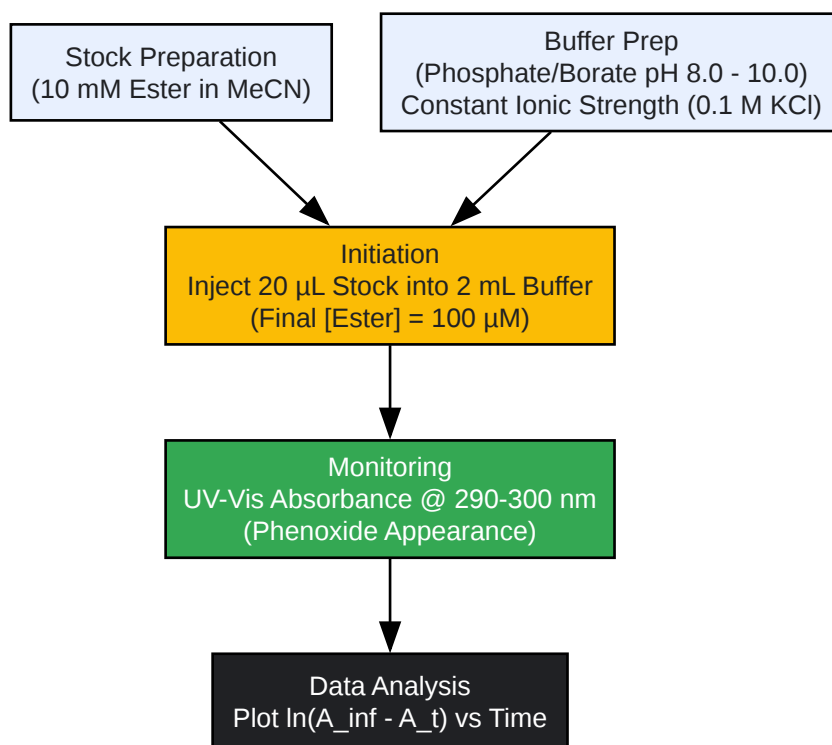 Stock Preparation
(10 mM Ester in MeCN)
Buffer Prep
(Phosphate/Borate pH 8.0 - 10.0)
Constant Ionic Strength (0.1 M KCl)
Initiation
Inject 20 µL Stock into 2 mL Buffer
(Final [Ester] = 100 µM)
Monitoring
UV-Vis Absorbance @ 290-300 nm
(Phenoxide Appearance)
Data Analysis
Plot ln(A_inf - A_t) vs Time